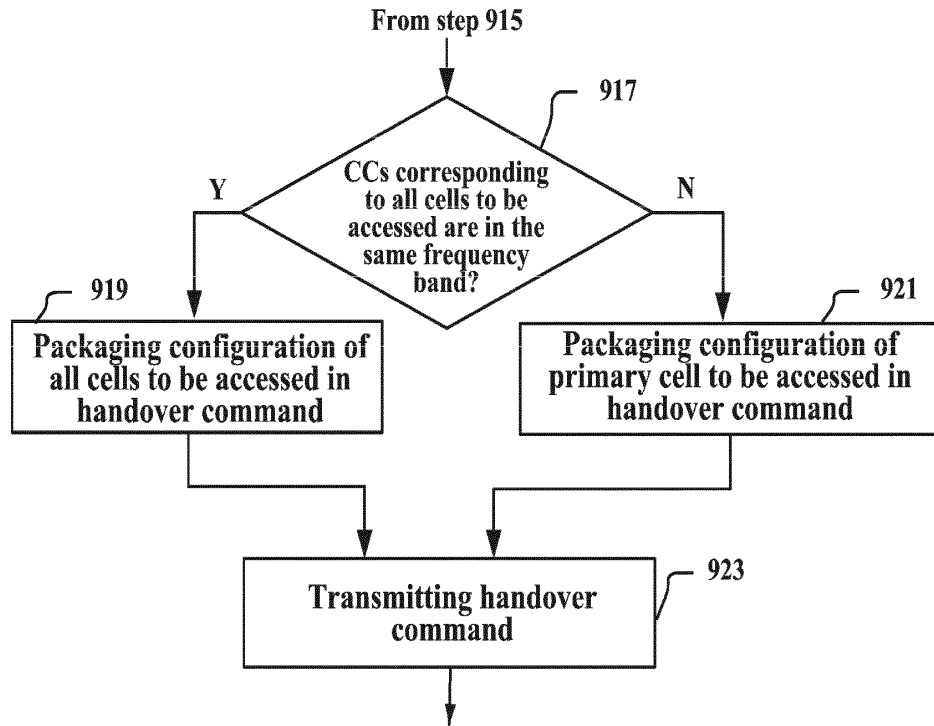 From step 915
917
CCs corresponding
to all cells to be
accessed are in the
same frequency
band?
Y
N
919
Packaging configuration of
all cells to be accessed in
handover command
921
Packaging configuration of
primary cell to be accessed in
handover command
923
Transmitting handover
command